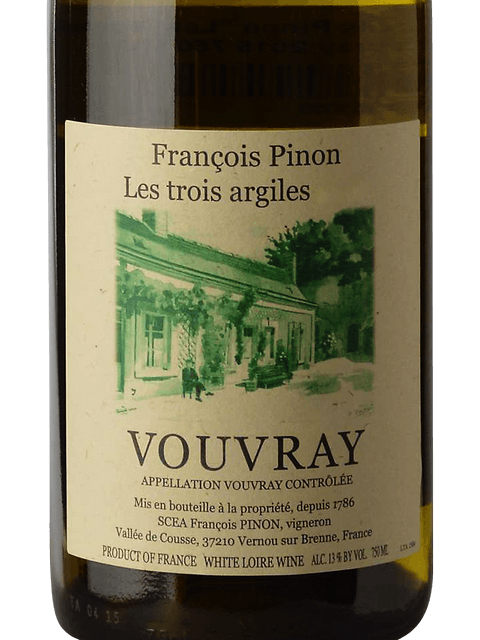 François Pinon
Les trois argiles
VOUVRAY
APPELLATION VOUVRAY CONTRÔLÉE
Mis en bouteille à la propriété, depuis 1786
SCEA François PINON, vigneron
Vallée de Cousse, 37210 Vernou sur Brenne, France
PRODUCT OF FRANCE WHITE LOIRE WINE ALC. 13 % BY VOL. 750 ML